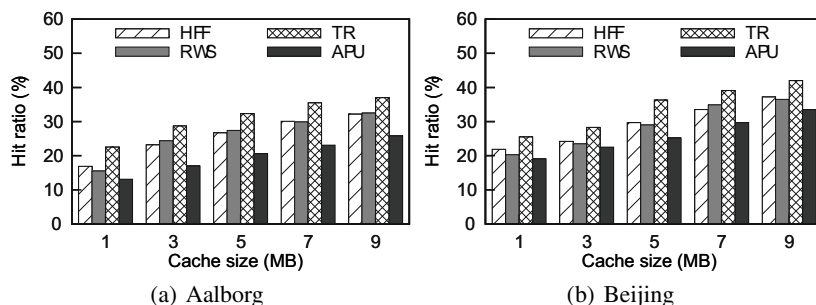 60
50
40
30
20
10
0
Hit ratio (%)
HFF
TR
RWS
APU
1 3 5 7 9
Cache size (MB)
(a) Aalborg
60
50
40
30
20
10
0
Hit ratio (%)
HFF
TR
RWS
APU
1 3 5 7 9
Cache size (MB)
(b) Beijing